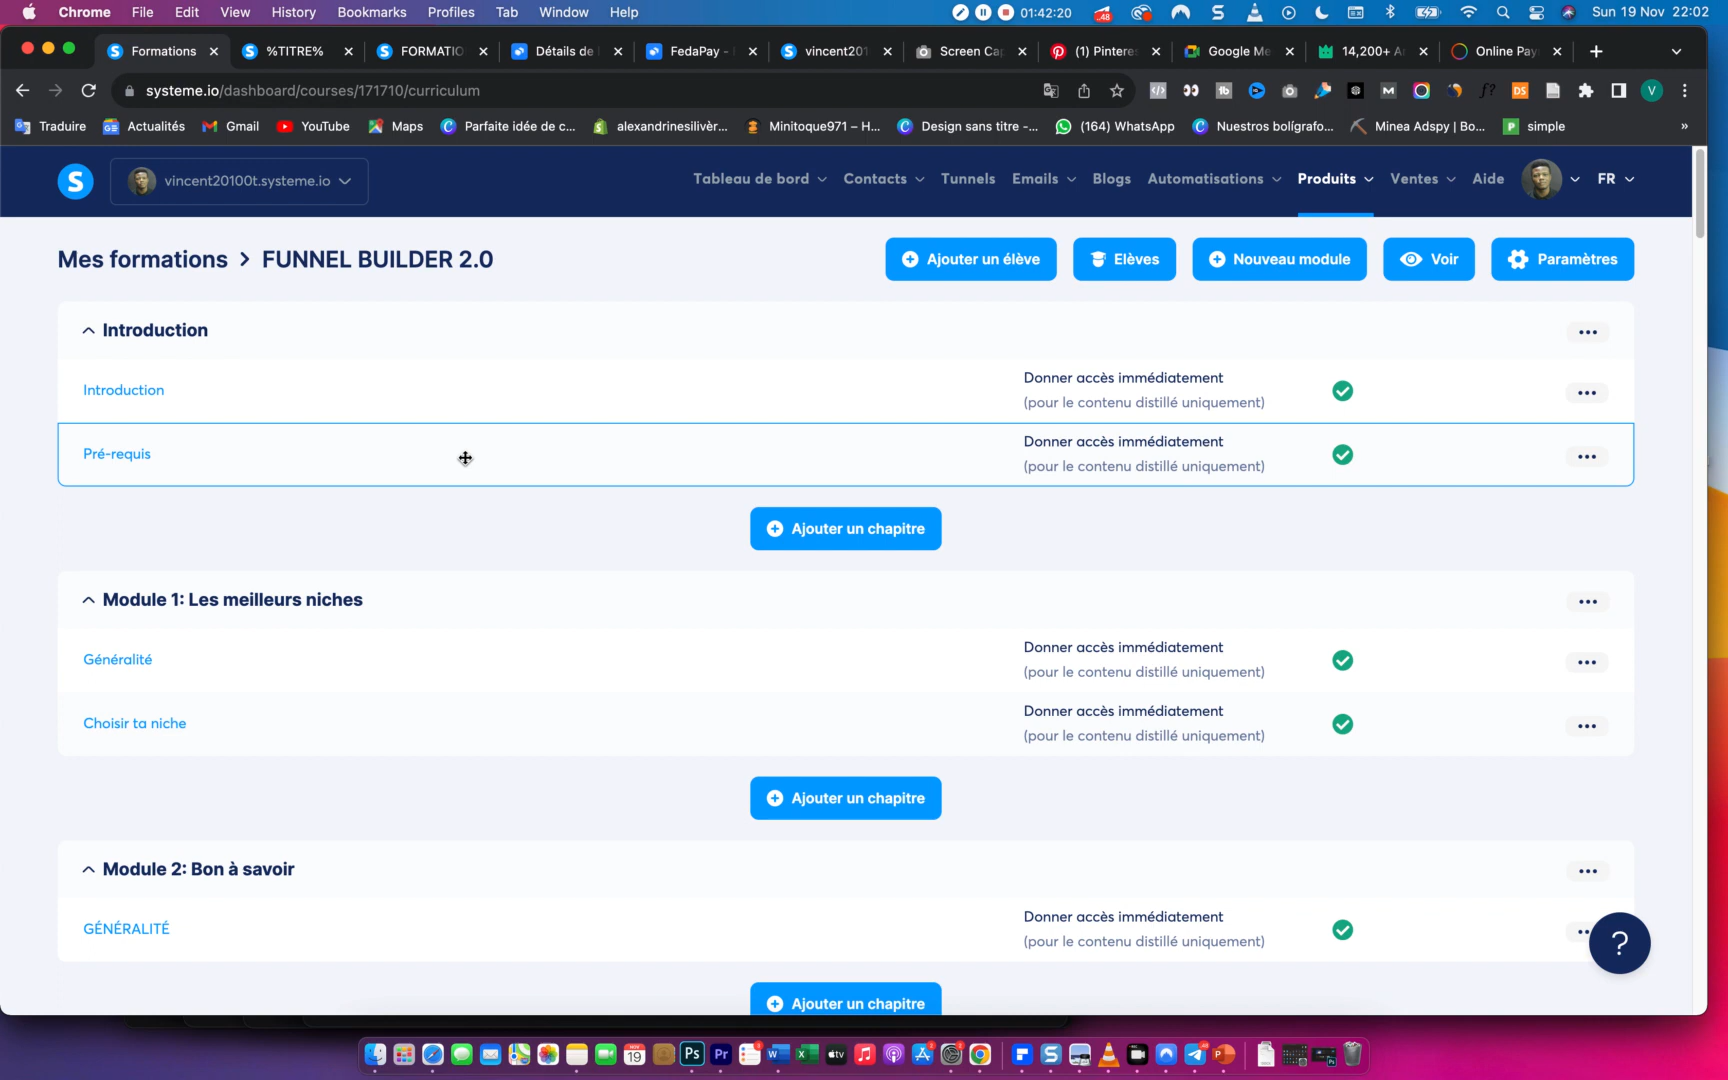 Chrome File Edit View History Bookmarks Profiles Tab Window Help 01:42:20 Sun 19 Nov 22:02
Formations %TITRE% FORMATIO Détails de FedaPay - vincent201 Screen Ca (1) Pintere Google Me 14,200+ A Online Pay
systeme.io/dashboard/courses/171710/curriculum
Traduire Actualités Gmail YouTube Maps Parfaite idée de c... alexandrinesilivèr... Minitoque971 – H... Design sans titre -... (164) WhatsApp Nuestros bolígrafo... Minea Adspy | Bo... simple »
vincent20100t.systeme.io Tableau de bord Contacts Tunnels Emails Blogs Automatisations Produits Ventes Aide FR
Mes formations > FUNNEL BUILDER 2.0 Ajouter un élève Elèves Nouveau module Voir Paramètres
Introduction
Introduction
Donner accès immédiatement
(pour le contenu distillé uniquement)
Pré-requis
Donner accès immédiatement
(pour le contenu distillé uniquement)
Ajouter un chapitre
Module 1: Les meilleurs niches
Généralité
Donner accès immédiatement
(pour le contenu distillé uniquement)
Choisir ta niche
Donner accès immédiatement
(pour le contenu distillé uniquement)
Ajouter un chapitre
Module 2: Bon à savoir
GÉNÉRALITÉ
Donner accès immédiatement
(pour le contenu distillé uniquement)
?
Ajouter un chapitre